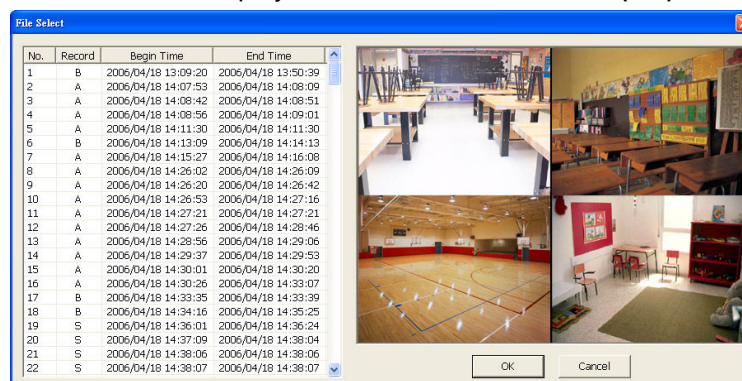 File Select
No. Record Begin Time End Time
1 B 2006/04/18 13:09:20 2006/04/18 13:50:39
2 A 2006/04/18 14:07:53 2006/04/18 14:08:09
3 A 2006/04/18 14:08:42 2006/04/18 14:08:51
4 A 2006/04/18 14:08:56 2006/04/18 14:09:01
5 A 2006/04/18 14:11:30 2006/04/18 14:11:30
6 B 2006/04/18 14:13:09 2006/04/18 14:14:13
7 A 2006/04/18 14:15:27 2006/04/18 14:16:08
8 A 2006/04/18 14:26:02 2006/04/18 14:26:09
9 A 2006/04/18 14:26:20 2006/04/18 14:26:42
10 A 2006/04/18 14:26:53 2006/04/18 14:27:16
11 A 2006/04/18 14:27:21 2006/04/18 14:27:21
12 A 2006/04/18 14:27:26 2006/04/18 14:28:46
13 A 2006/04/18 14:28:56 2006/04/18 14:29:06
14 A 2006/04/18 14:29:37 2006/04/18 14:29:53
15 A 2006/04/18 14:30:01 2006/04/18 14:30:20
16 A 2006/04/18 14:30:26 2006/04/18 14:33:07
17 B 2006/04/18 14:33:35 2006/04/18 14:33:39
18 B 2006/04/18 14:34:16 2006/04/18 14:35:25
19 S 2006/04/18 14:36:01 2006/04/18 14:36:24
20 S 2006/04/18 14:37:09 2006/04/18 14:38:04
21 S 2006/04/18 14:38:06 2006/04/18 14:38:06
22 S 2006/04/18 14:38:07 2006/04/18 14:38:07
OK Cancel